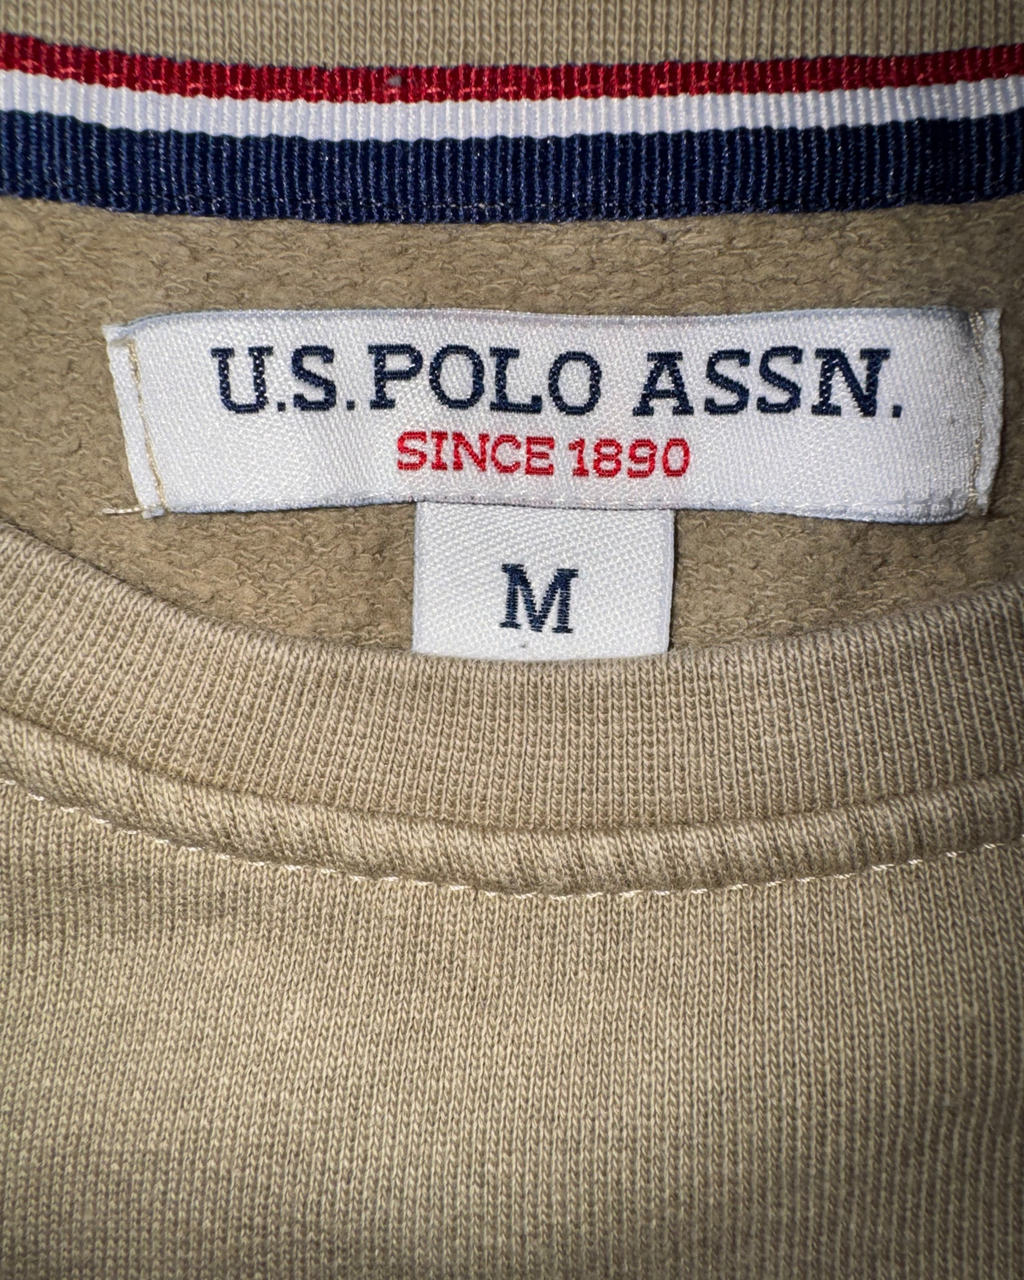 U.S. POLO ASSN.
SINCE 1890
M